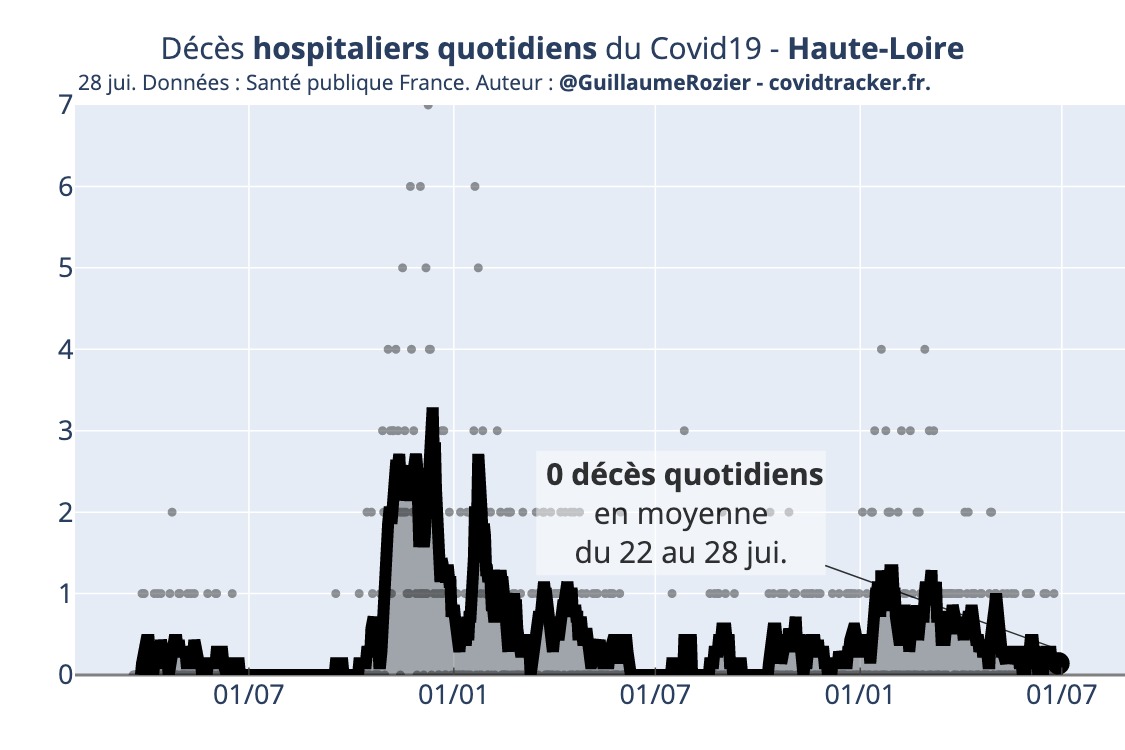 Décès hospitaliers quotidiens du Covid19 - Haute-Loire
28 jui. Données : Santé publique France. Auteur : @GuillaumeRozier - covidtracker.fr.
7
6
5
4
3
0 décès quotidiens
2
en moyenne
du 22 au 28 jui.
1
0
01/07 01/01 01/07 01/01 01/07